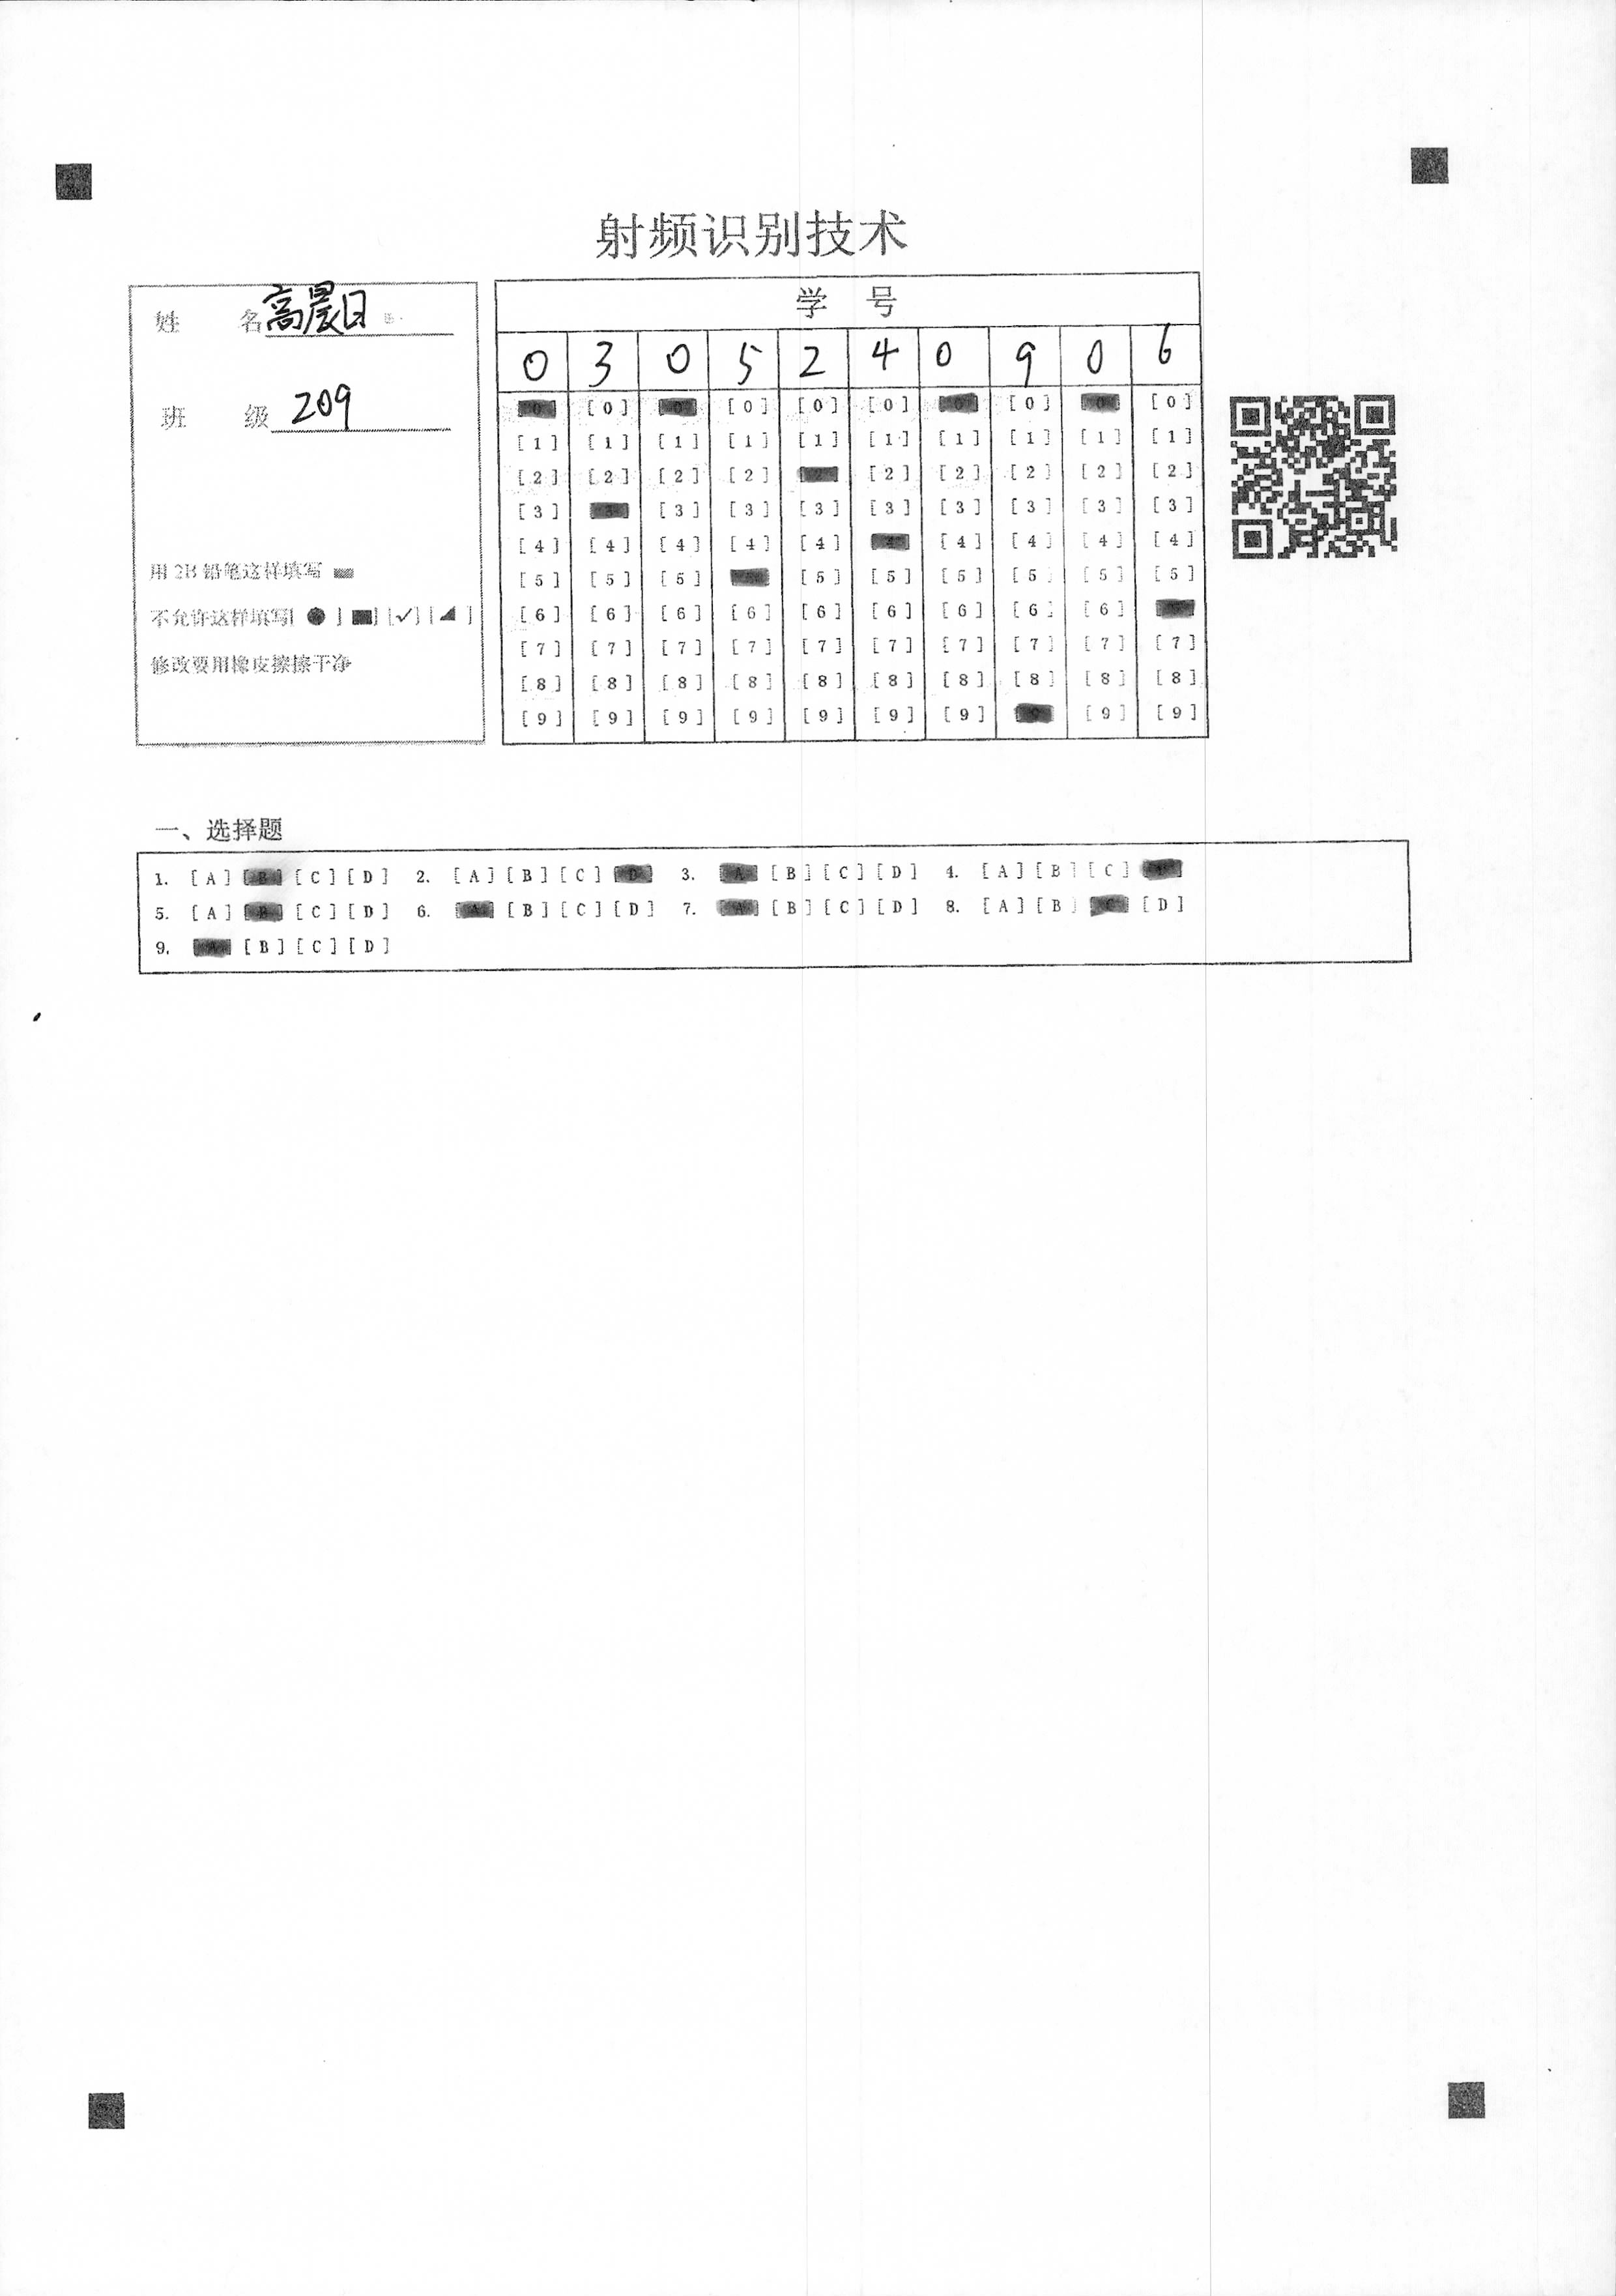 射频识别技术
姓 名 高晨日
班 级 209
用 2B 铅笔这样填写
不允许这样填写[ ● ] [■] [✓] [◢ ]
修改要用橡皮擦擦干净
学 号
0 3 0 5 2 4 0 9 0 6
[0] [0] [0] [0] [0] [0] [0] [0] [0] [0]
[1] [1] [1] [1] [1] [1] [1] [1] [1] [1]
[2] [2] [2] [2] [2] [2] [2] [2] [2] [2]
[3] [3] [3] [3] [3] [3] [3] [3] [3] [3]
[4] [4] [4] [4] [4] [4] [4] [4] [4] [4]
[5] [5] [5] [5] [5] [5] [5] [5] [5]
[6] [6] [6] [6] [6] [6] [6] [6] [6]
[7] [7] [7] [7] [7] [7] [7] [7] [7] [7]
[8] [8] [8] [8] [8] [8] [8] [8] [8] [8]
[9] [9] [9] [9] [9] [9] [9] [9] [9] [9]
一、选择题
1. [A] [B] [C] [D] 2. [A] [B] [C] [D] 3. [A] [B] [C] [D] 4. [A] [B] [C]
5. [A] [B] [C] [D] 6. [A] [B] [C] [D] 7. [A] [B] [C] [D] 8. [A] [B] [C] [D]
9. [A] [B] [C] [D]